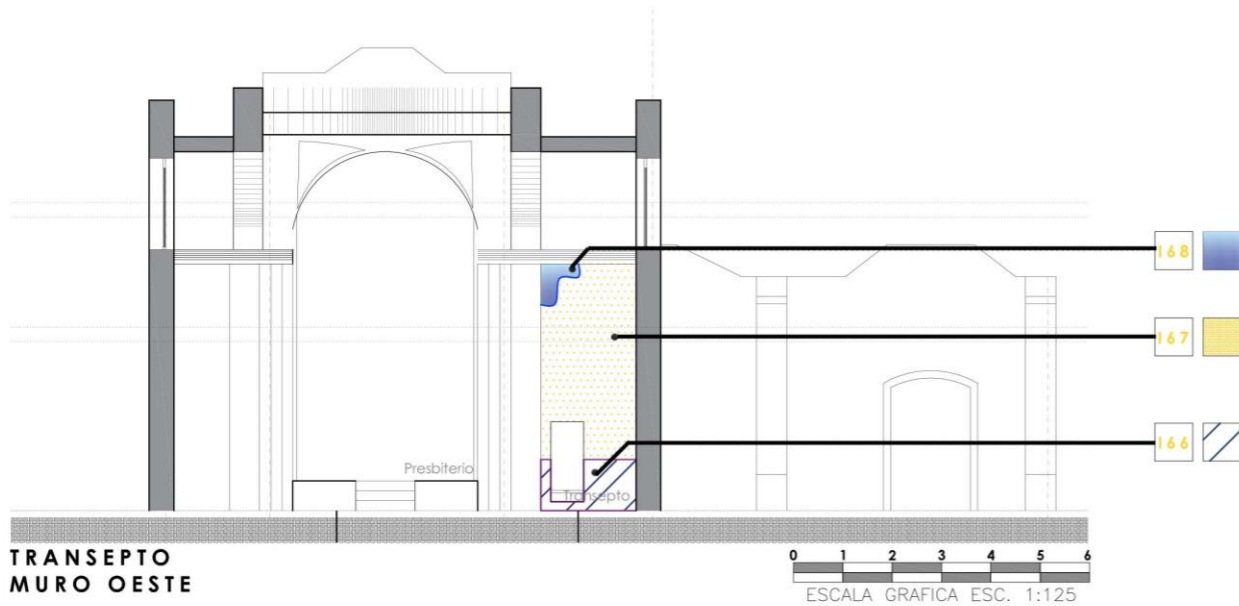 168
167
Presbiterio
166
Transepto
TRANSEPTO
MURO OESTE
0 1 2 3 4 5 6
ESCALA GRAFICA ESC. 1:125